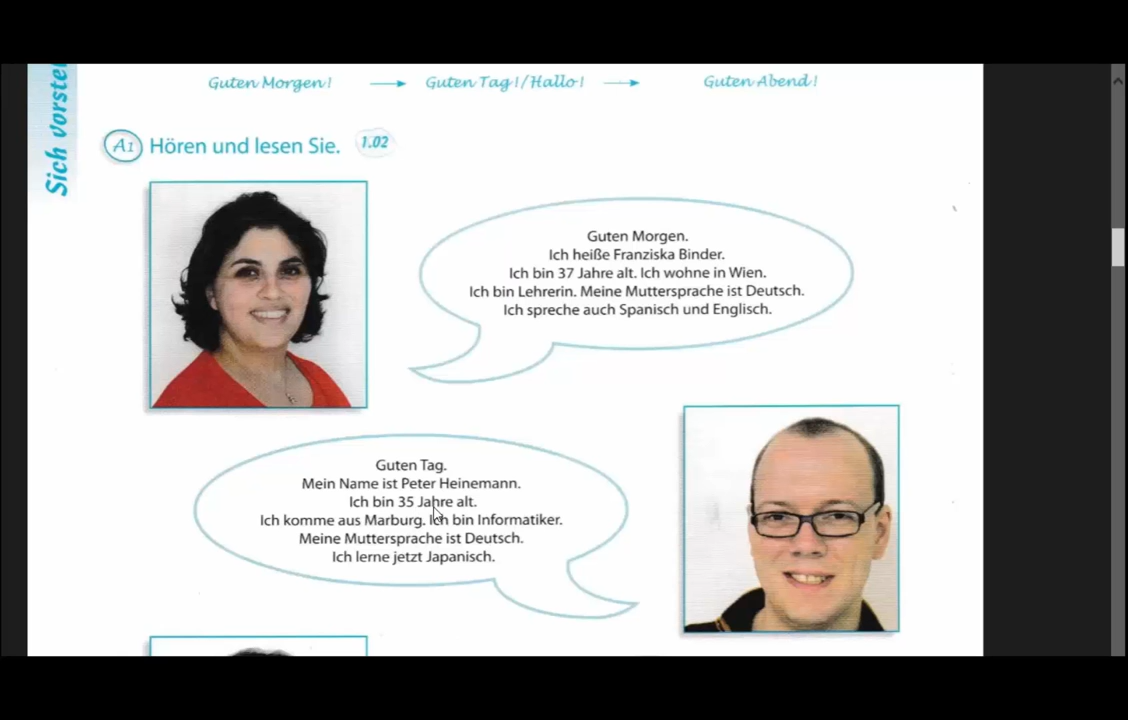 Sich vorstel
Guten Morgen! → Guten Tag!/Hallo! → Guten Abend!
A1 Hören und lesen Sie. 1.02
Guten Morgen.
Ich heiße Franziska Binder.
Ich bin 37 Jahre alt. Ich wohne in Wien.
Ich bin Lehrerin. Meine Muttersprache ist Deutsch.
Ich spreche auch Spanisch und Englisch.
Guten Tag.
Mein Name ist Peter Heinemann.
Ich bin 35 Jahre alt.
Ich komme aus Marburg. Ich bin Informatiker.
Meine Muttersprache ist Deutsch.
Ich lerne jetzt Japanisch.